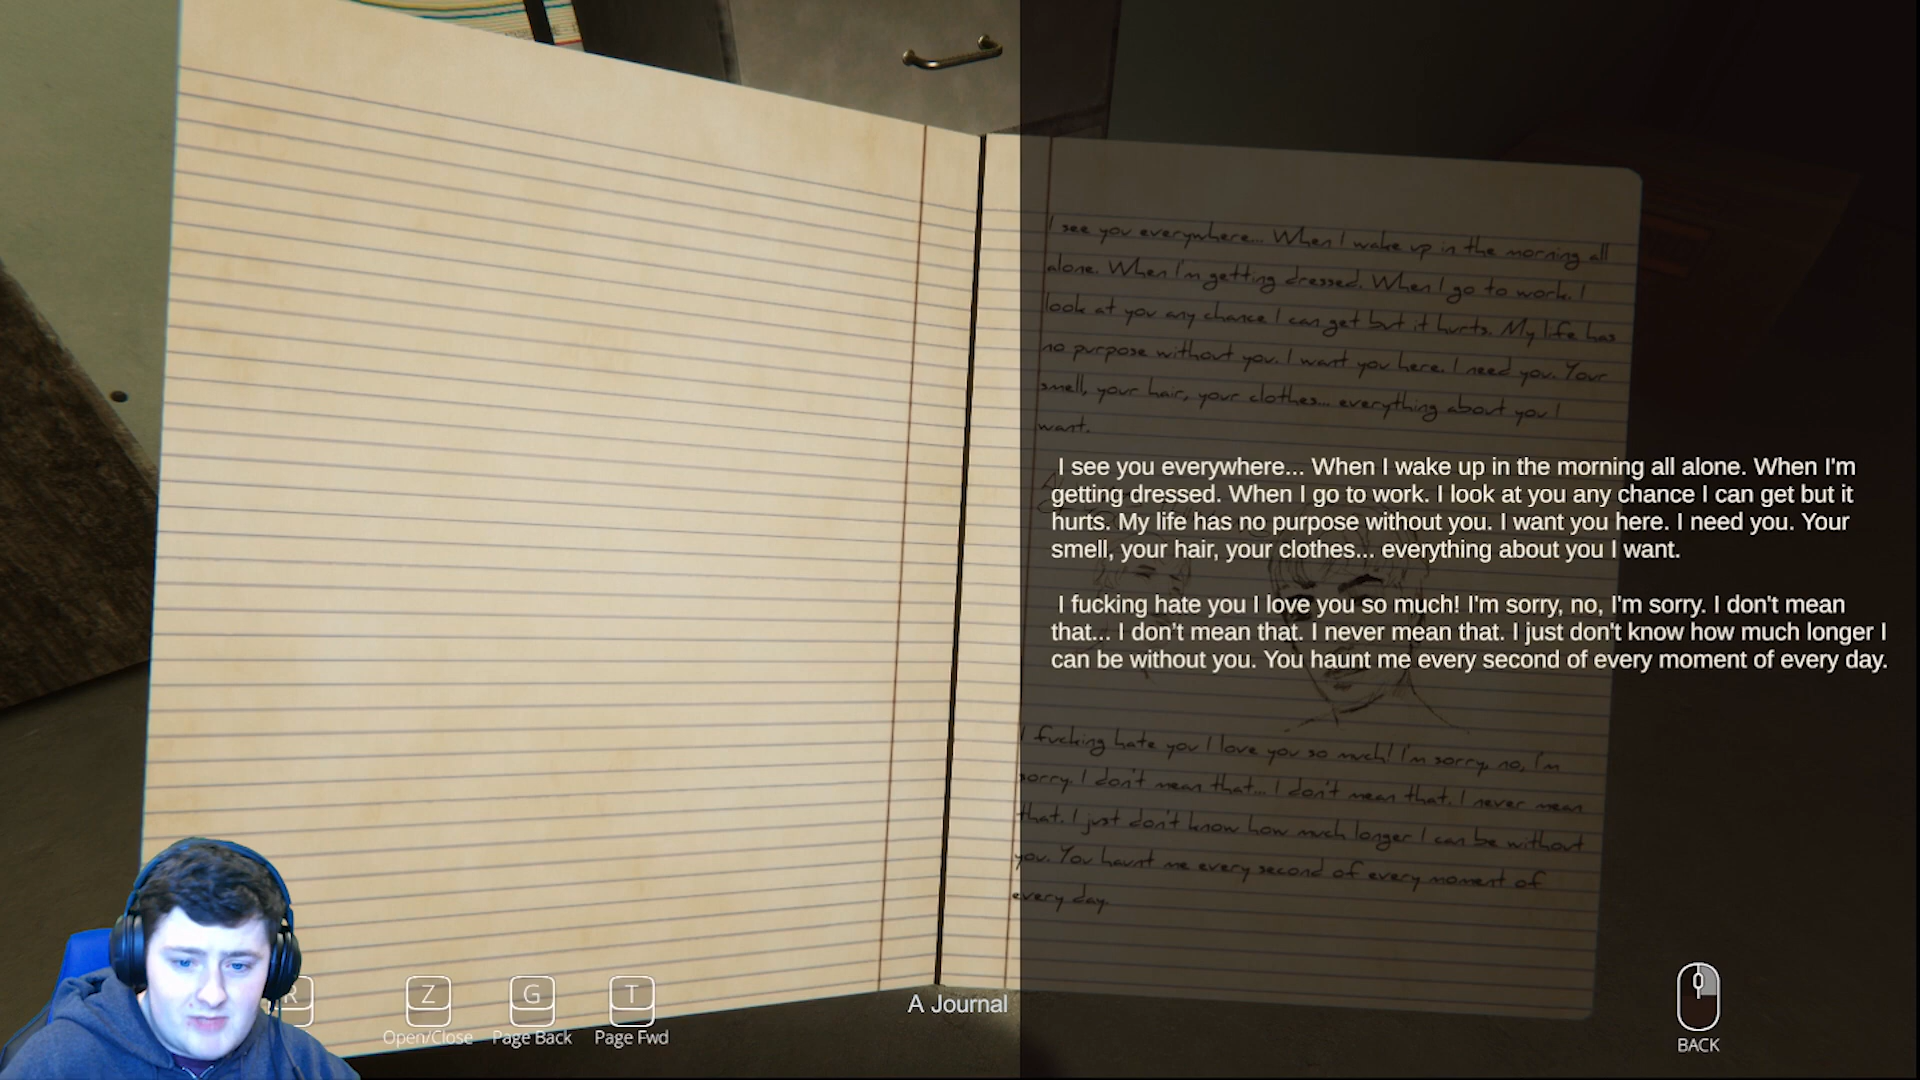 I see you everywhere... When I wake up in the morning all
alone. When I'm getting dressed. When I go to work. I
look at you any chance I can get but it hurts. My life has
no purpose without you. I want you here. I need you. Your
smell, your hair, your clothes... everything about you I
want.
I see you everywhere... When I wake up in the morning all alone. When I'm
getting dressed. When I go to work. I look at you any chance I can get but it
hurts. My life has no purpose without you. I want you here. I need you. Your
smell, your hair, your clothes... everything about you I want.
I fucking hate you I love you so much! I'm sorry, no, I'm sorry. I don't mean
that... I don't mean that. I never mean that. I just don't know how much longer I
can be without you. You haunt me every second of every moment of every day.
I fucking hate you I love you so much! I'm sorry, no, I'm
sorry. I don't mean that... I don't mean that. I never mean
that. I just don't know how much longer I can be without
you. You haunt me every second of every moment of
every day.
R
Z
G
T
Open/Close
Page Back
Page Fwd
A Journal
BACK